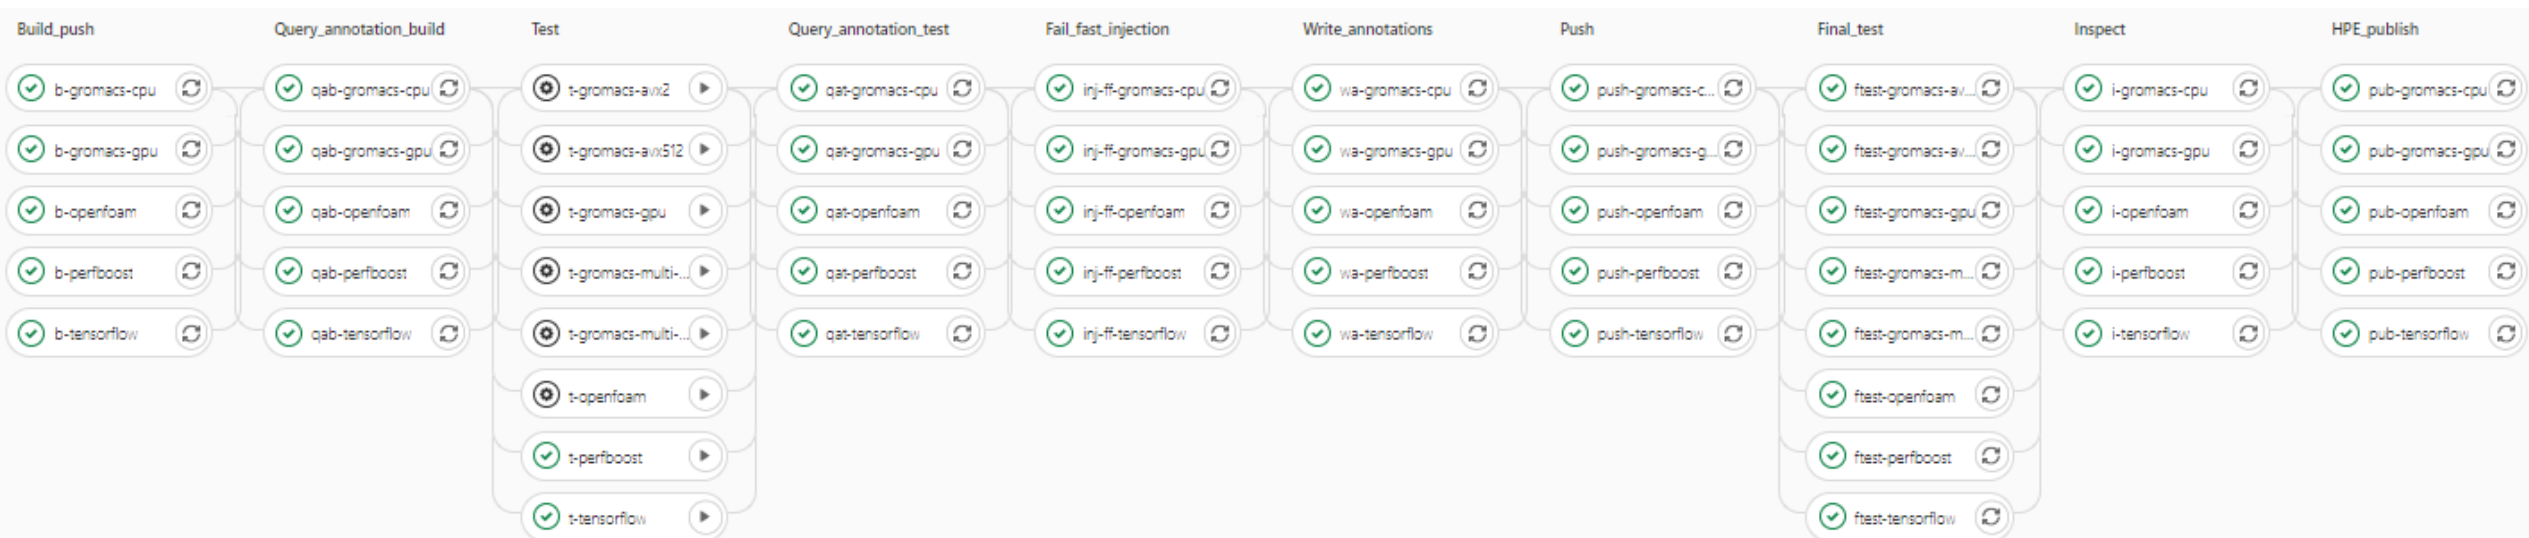 Build_push
b-gromacs-cpu
b-gromacs-gpu
b-openfoam
b-perfboost
b-tensorflow
Query_annotation_build
qab-gromacs-cpu
qab-gromacs-gpu
qab-openfoam
qab-perfboost
qab-tensorflow
Test
t-gromacs-avx2
t-gromacs-avx512
t-gromacs-gpu
t-gromacs-multi-...
t-gromacs-multi-...
t-openfoam
t-perfboost
t-tensorflow
Query_annotation_test
qat-gromacs-cpu
qat-gromacs-gpu
qat-openfoam
qat-perfboost
qat-tensorflow
Fail_fast_injection
inj-ff-gromacs-cpu
inj-ff-gromacs-gpu
inj-ff-openfoam
inj-ff-perfboost
inj-ff-tensorflow
Write_annotations
wa-gromacs-cpu
wa-gromacs-gpu
wa-openfoam
wa-perfboost
wa-tensorflow
Push
push-gromacs-c...
push-gromacs-g...
push-openfoam
push-perfboost
push-tensorflow
Final_test
ftest-gromacs-av...
ftest-gromacs-av...
ftest-gromacs-gpu
ftest-gromacs-m...
ftest-gromacs-m...
ftest-openfoam
ftest-perfboost
ftest-tensorflow
Inspect
i-gromacs-cpu
i-gromacs-gpu
i-openfoam
i-perfboost
i-tensorflow
HPE_publish
pub-gromacs-cpu
pub-gromacs-gpu
pub-openfoam
pub-perfboost
pub-tensorflow